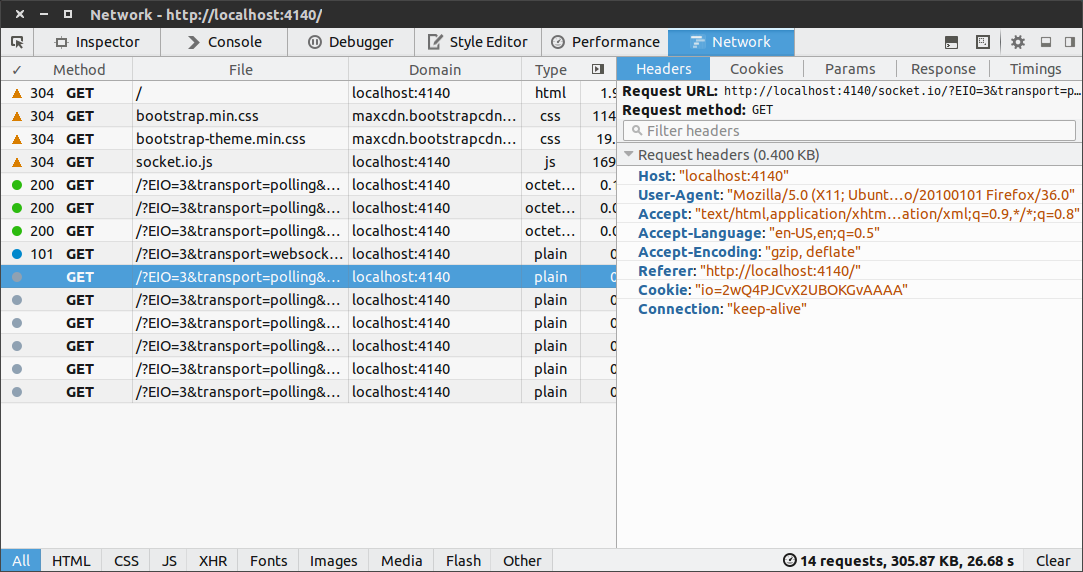 Network - http://localhost:4140/
Inspector Console Debugger Style Editor Performance Network
✓ Method File Domain Type
304 GET / localhost:4140 html 1.9
304 GET bootstrap.min.css maxcdn.bootstrapcdn... css 114
304 GET bootstrap-theme.min.css maxcdn.bootstrapcdn... css 19.
304 GET socket.io.js localhost:4140 js 169
200 GET /?EIO=3&transport=polling&... localhost:4140 octet... 0.1
200 GET /?EIO=3&transport=polling&... localhost:4140 octet... 0.0
200 GET /?EIO=3&transport=polling&... localhost:4140 octet... 0.0
101 GET /?EIO=3&transport=websock... localhost:4140 plain 0
GET /?EIO=3&transport=polling&... localhost:4140 plain 0
GET /?EIO=3&transport=polling&... localhost:4140 plain 0
GET /?EIO=3&transport=polling&... localhost:4140 plain 0
GET /?EIO=3&transport=polling&... localhost:4140 plain 0
GET /?EIO=3&transport=polling&... localhost:4140 plain 0
GET /?EIO=3&transport=polling&... localhost:4140 plain 0
Headers Cookies Params Response Timings
Request URL: http://localhost:4140/socket.io/?EIO=3&transport=p...
Request method: GET
Filter headers
Request headers (0.400 KB)
Host: "localhost:4140"
User-Agent: "Mozilla/5.0 (X11; Ubunt...o/20100101 Firefox/36.0"
Accept: "text/html,application/xhtm...ation/xml;q=0.9,*/*;q=0.8"
Accept-Language: "en-US,en;q=0.5"
Accept-Encoding: "gzip, deflate"
Referer: "http://localhost:4140/"
Cookie: "io=2wQ4PJCvX2UBOKGvAAAA"
Connection: "keep-alive"
All HTML CSS JS XHR Fonts Images Media Flash Other 14 requests, 305.87 KB, 26.68 s Clear